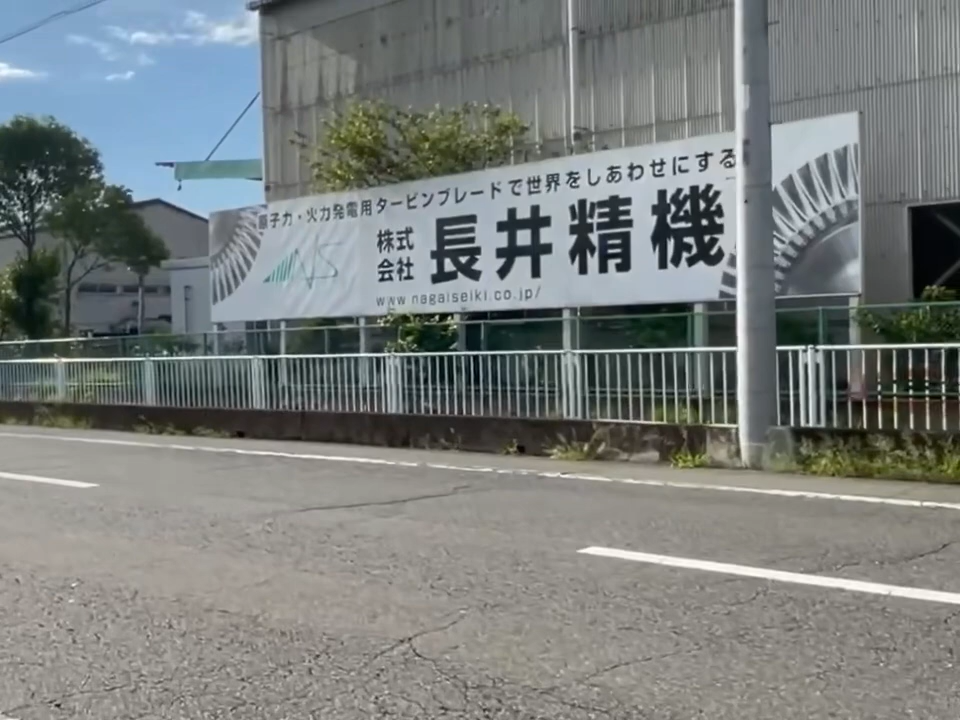 原子力・火力発電用タービンブレードで世界をしあわせにする
NS
株式会社
長井精機
www.nagaiseiki.co.jp/